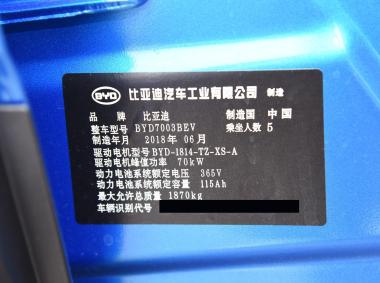 BYD 比亚迪汽车工业有限公司 制造
品 牌 比亚迪 制造国 中国
整车型号 BYD7003BEV 乘坐人数 5
制造年月 2018年06月
驱动电机型号 BYD-1814-TZ-XS-A
驱动电机峰值功率 70kW
动力电池系统额定电压 365V
动力电池系统额定容量 115Ah
最大允许总质量 1870kg
车辆识别代号